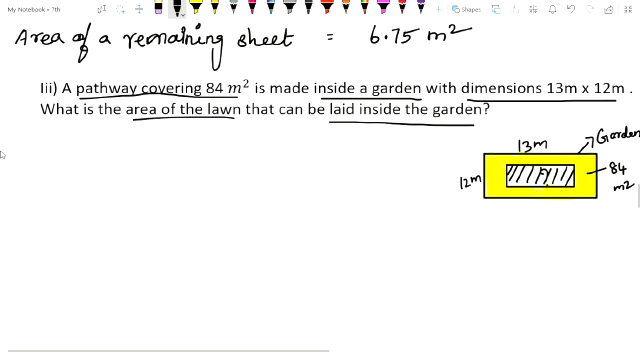 My Notebook • 7th
Shapes
Area of a remaining sheet = 6.75 m²
Iii) A pathway covering 84 m² is made inside a garden with dimensions 13m x 12m .
What is the area of the lawn that can be laid inside the garden?
Garden
13m
12m
84
m2